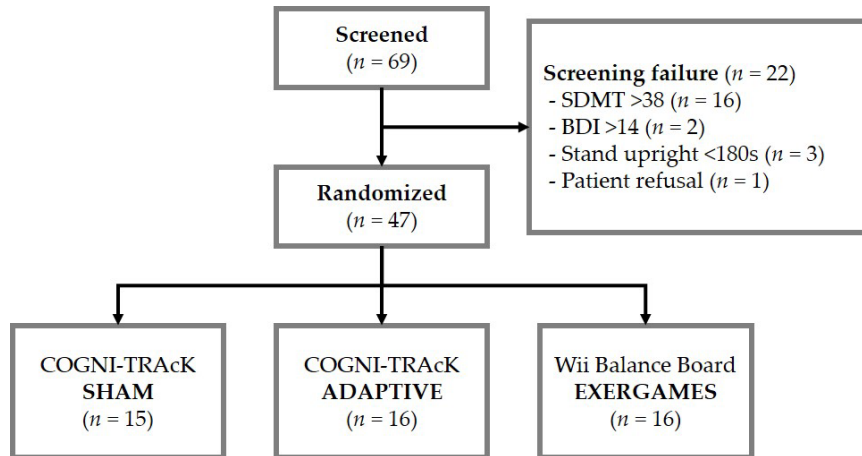 Screened
(n = 69)
Screening failure (n = 22)
- SDMT >38 (n = 16)
- BDI >14 (n = 2)
- Stand upright <180s (n = 3)
- Patient refusal (n = 1)
Randomized
(n = 47)
COGNI-TRAcK
SHAM
(n = 15)
COGNI-TRAcK
ADAPTIVE
(n = 16)
Wii Balance Board
EXERGAMES
(n = 16)